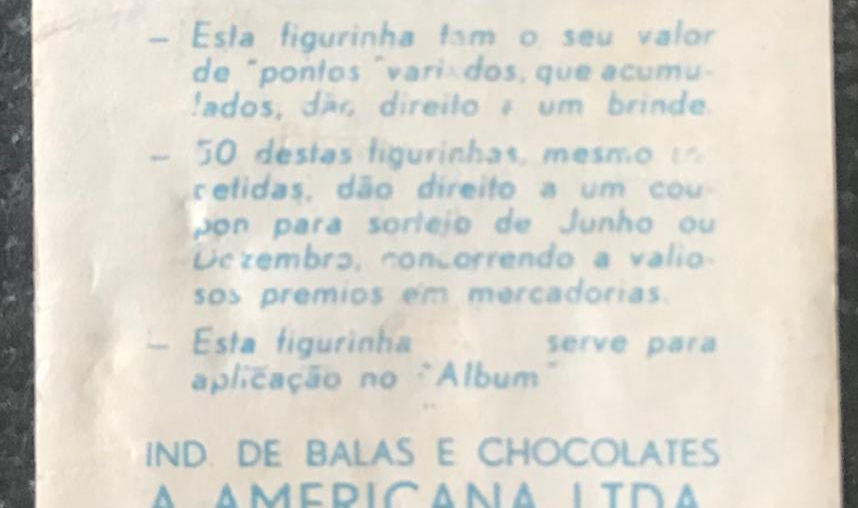 – Esta figurinha tem o seu valor
de "pontos" variados, que acumu-
lados, dão direito a um brinde.
– 50 destas figurinhas, mesmo re-
petidas, dão direito a um cou-
pon para sorteio de Junho ou
Dezembro, concorrendo a valio-
sos premios em mercadorias.
– Esta figurinha serve para
aplicação no "Album"
IND. DE BALAS E CHOCOLATES
A AMERICANA LTDA.